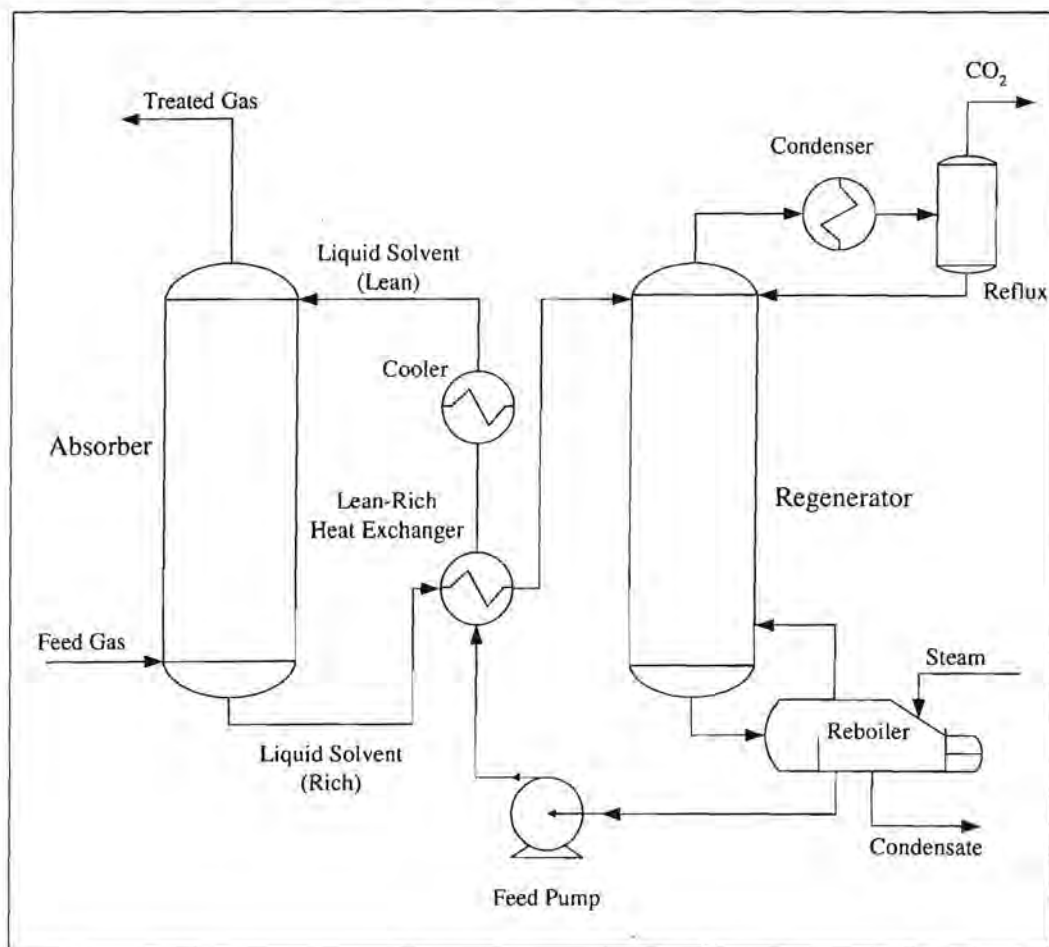 CO₂
Treated Gas
Condenser
Liquid Solvent
(Lean)
Reflux
Cooler
Absorber
Lean-Rich
Heat Exchanger
Regenerator
Feed Gas
Steam
Reboiler
Liquid Solvent
(Rich)
Condensate
Feed Pump